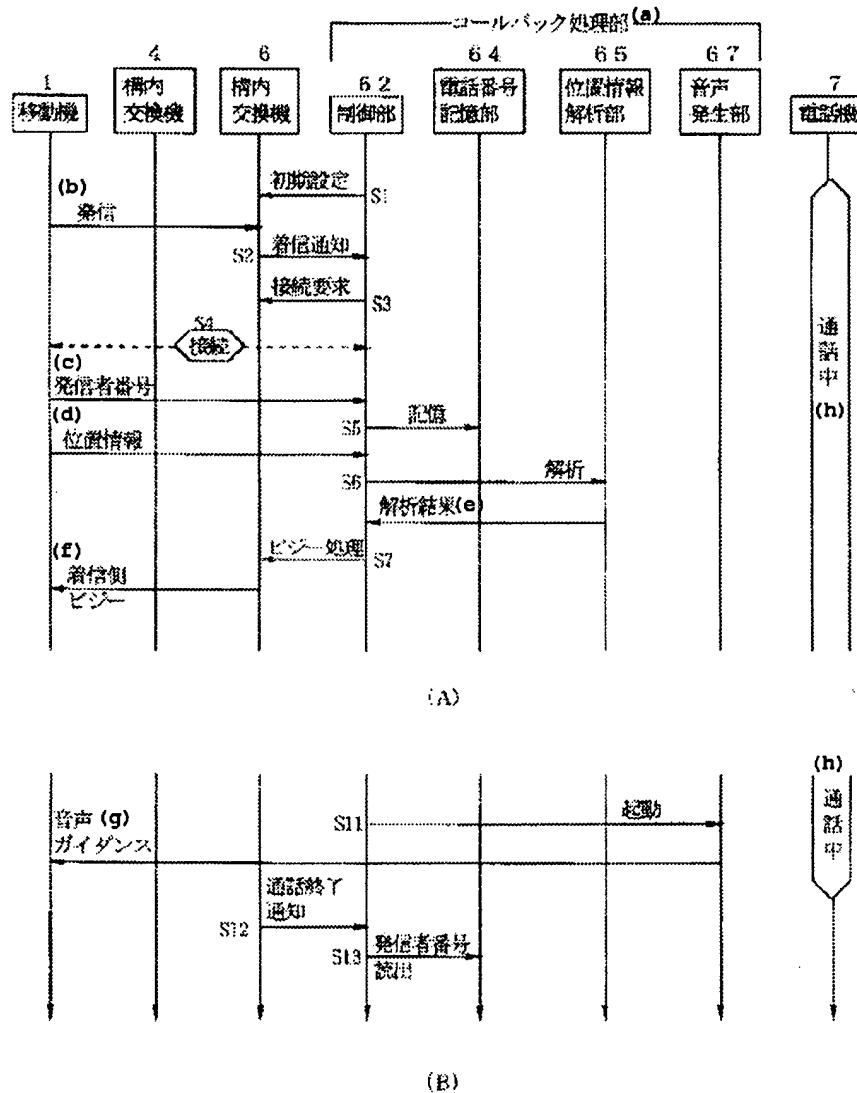 コールバック処理部(a)
1
4
6
62
64
65
67
7
移動機
構内
交換機
構内
交換機
制御部
電話番号
記憶部
位置情報
解析部
音声
発生部
電話機
初期設定
S1
(b)
発信
S2
着信通知
接続要求
S3
S4
接続
(c)
発信者番号
(d)
位置情報
S5
記憶
S6
解析
解析結果(e)
ビジー処理
S7
(f)
着信側
ビジー
通話中
(h)
(A)
(h)
通話中
音声(g)
ガイダンス
S11
起動
通話終了
通知
S12
S13
発信者番号
読出
(B)